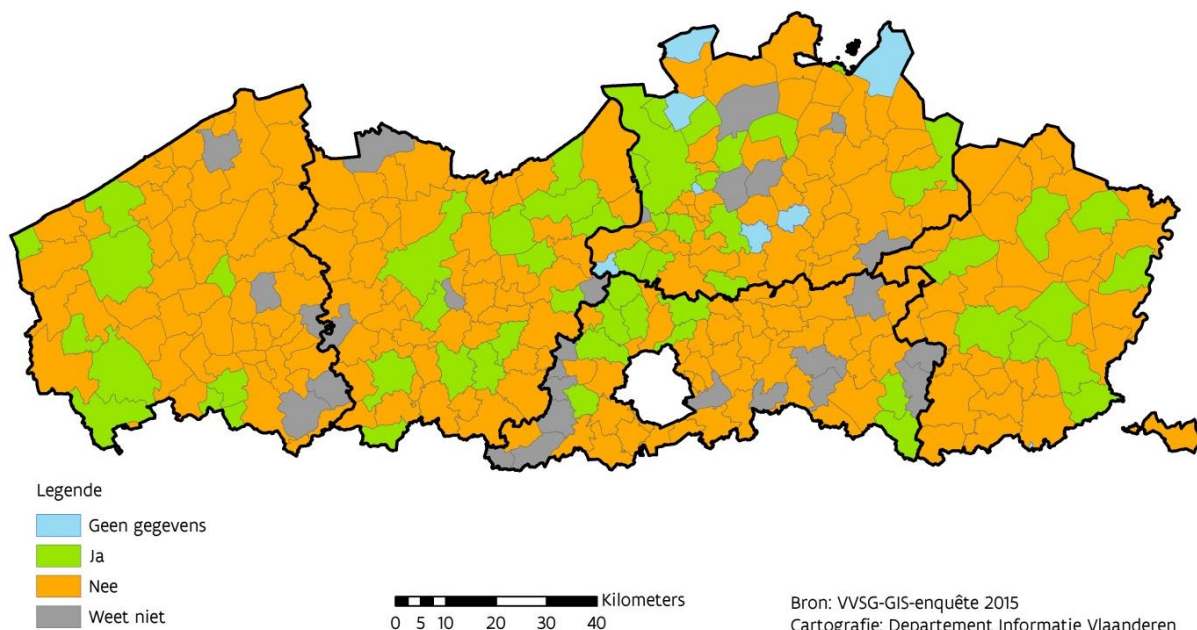 Legende
Geen gegevens
Ja
Nee
Weet niet
Kilometers
0 5 10 20 30 40
Bron: VVSG-GIS-enquête 2015
Cartografie: Departement Informatie Vlaanderen